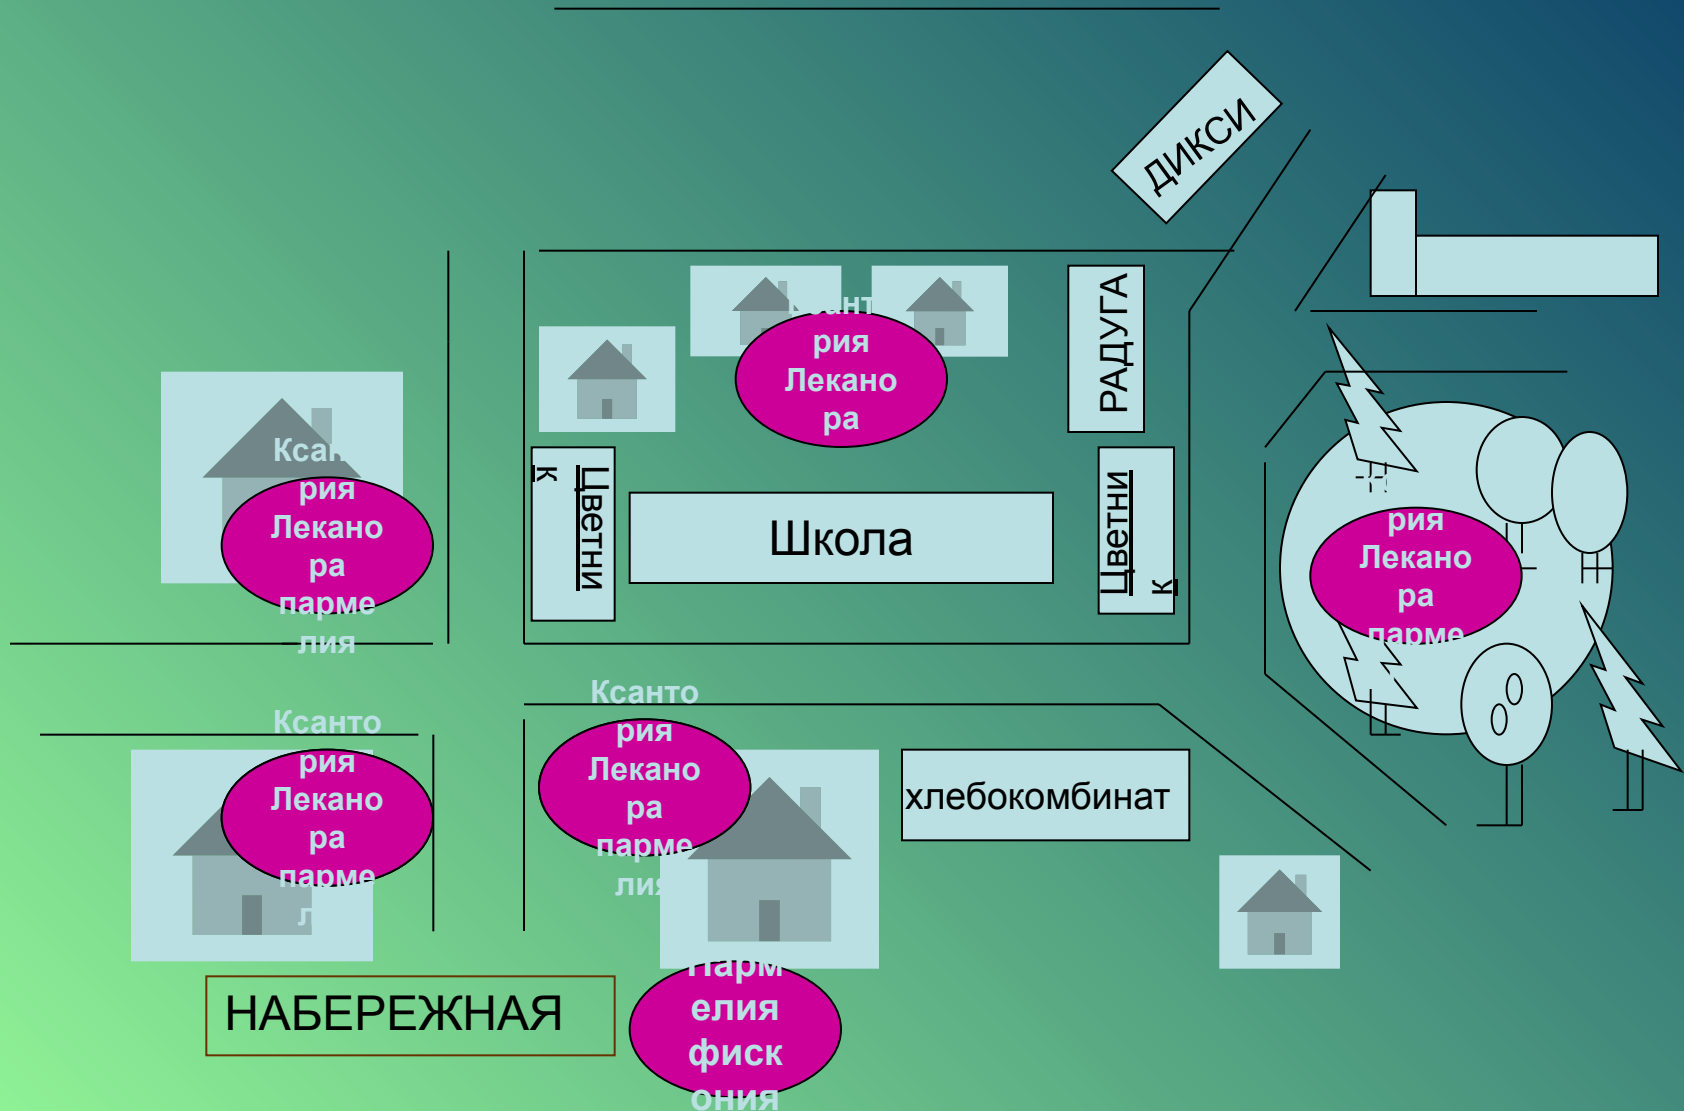 ДИКСИ
РАДУГА
рия
Лекано
ра
рия
Лекано
ра
парме
лия
Цветни
к
Школа
Цветни
к
рия
Лекано
ра
парме
Ксанто
рия
Лекано
ра
парме
Ксанто
рия
Лекано
ра
парме
лия
хлебокомбинат
НАБЕРЕЖНАЯ
Парм
елия
фиск
ония